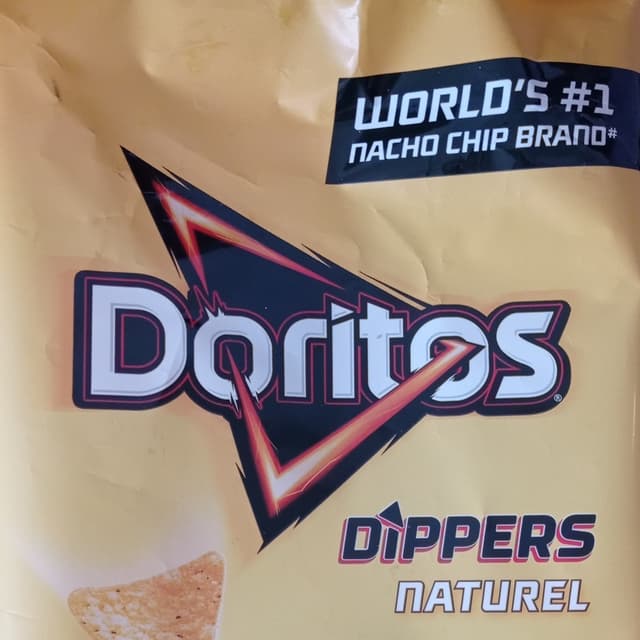 WORLD'S #1
NACHO CHIP BRAND#
Doritos®
DIPPERS
NATUREL